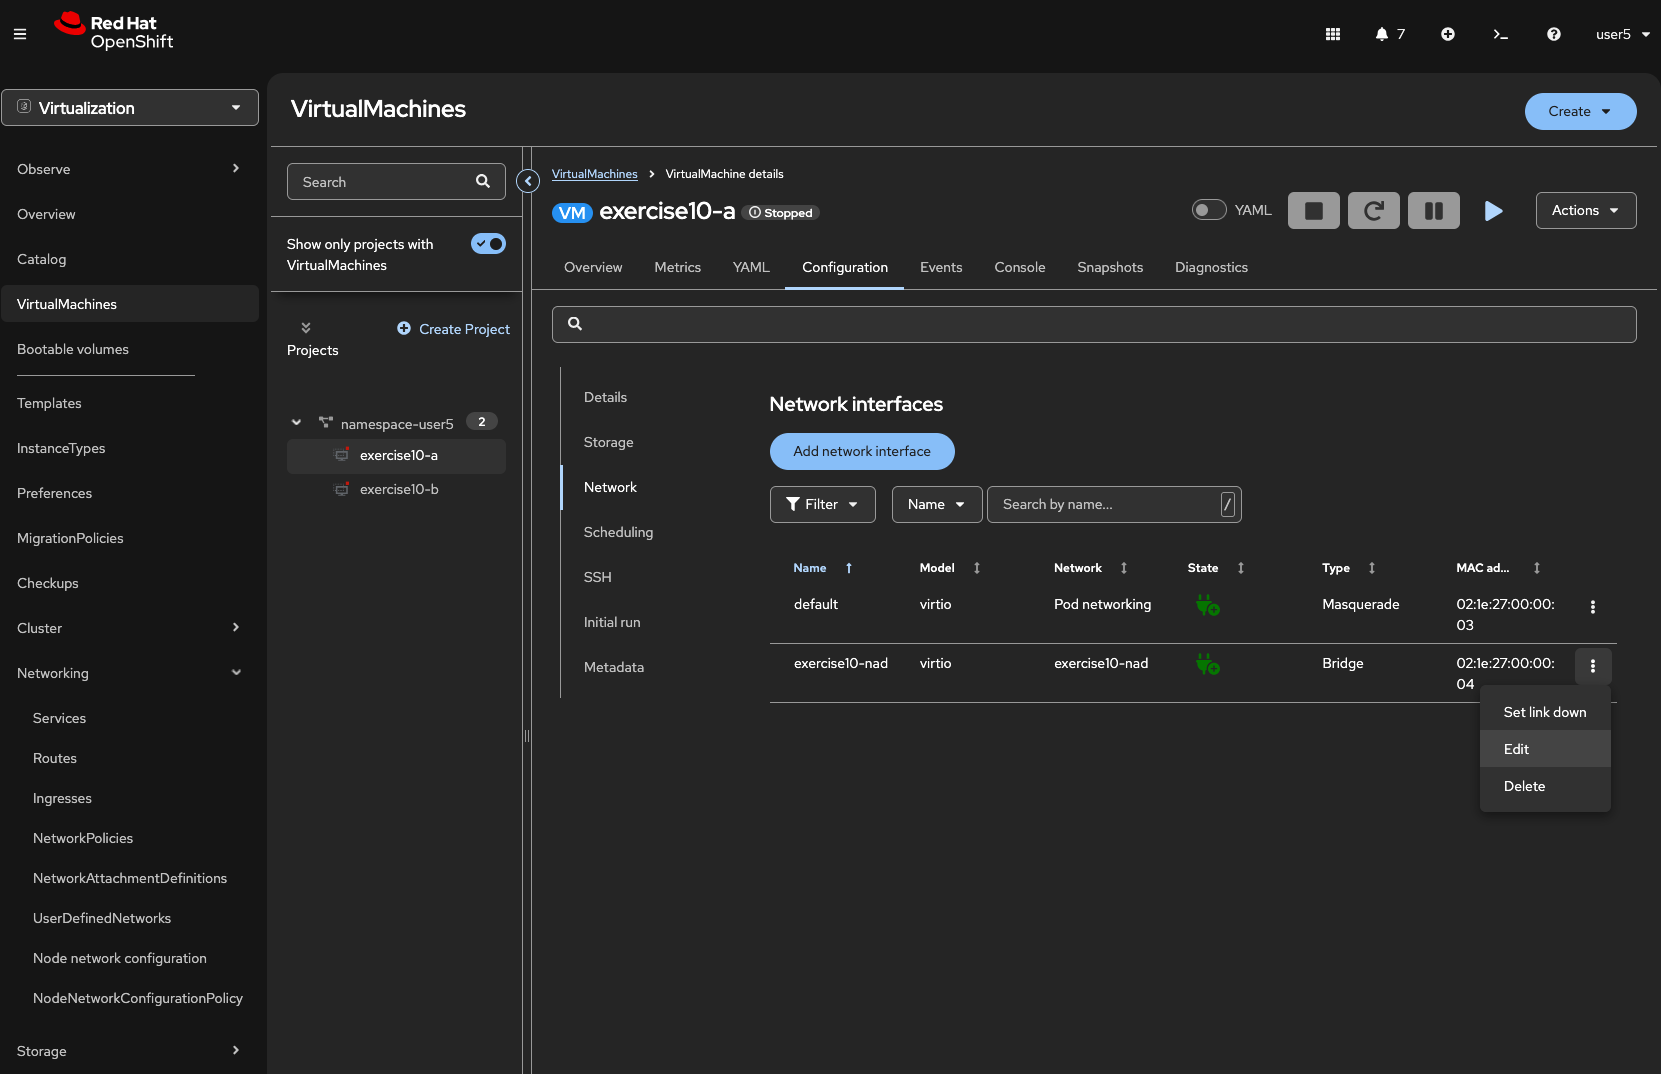 Red Hat
OpenShift
7
user5
Virtualization
Observe
Overview
Catalog
VirtualMachines
Bootable volumes
Templates
InstanceTypes
Preferences
MigrationPolicies
Checkups
Cluster
Networking
Services
Routes
Ingresses
NetworkPolicies
NetworkAttachmentDefinitions
UserDefinedNetworks
Node network configuration
NodeNetworkConfigurationPolicy
Storage
VirtualMachines
Create
Search
Show only projects with
VirtualMachines
Create Project
Projects
namespace-user5 2
exercise10-a
exercise10-b
VirtualMachines > VirtualMachine details
VM exercise10-a Stopped
YAML
Actions
Overview Metrics YAML Configuration Events Console Snapshots Diagnostics
Details
Storage
Network
Scheduling
SSH
Initial run
Metadata
Network interfaces
Add network interface
Filter Name Search by name... /
Name Model Network State Type MAC ad...
default virtio Pod networking Masquerade 02:1e:27:00:00:
03
exercise10-nad virtio exercise10-nad Bridge 02:1e:27:00:00:
04
Set link down
Edit
Delete